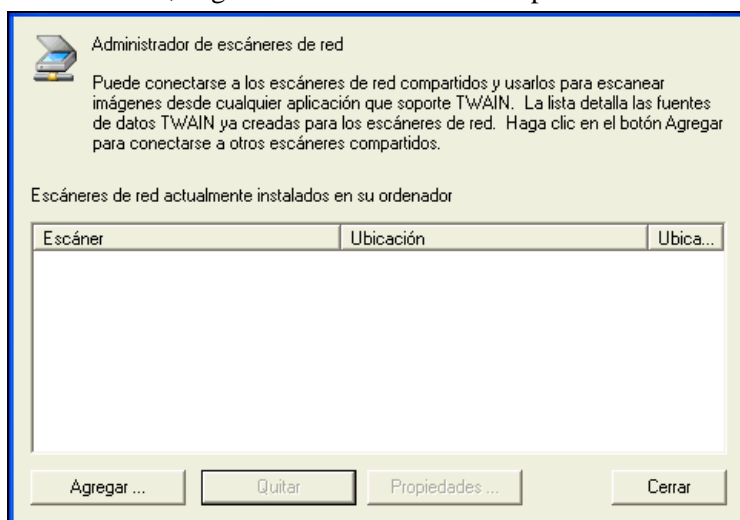 Administrador de escáneres de red
Puede conectarse a los escáneres de red compartidos y usarlos para escanear
imágenes desde cualquier aplicación que soporte TWAIN. La lista detalla las fuentes
de datos TWAIN ya creadas para los escáneres de red. Haga clic en el botón Agregar
para conectarse a otros escáneres compartidos.
Escáneres de red actualmente instalados en su ordenador
Escáner Ubicación Ubica...
Agregar ... Quitar Propiedades ... Cerrar